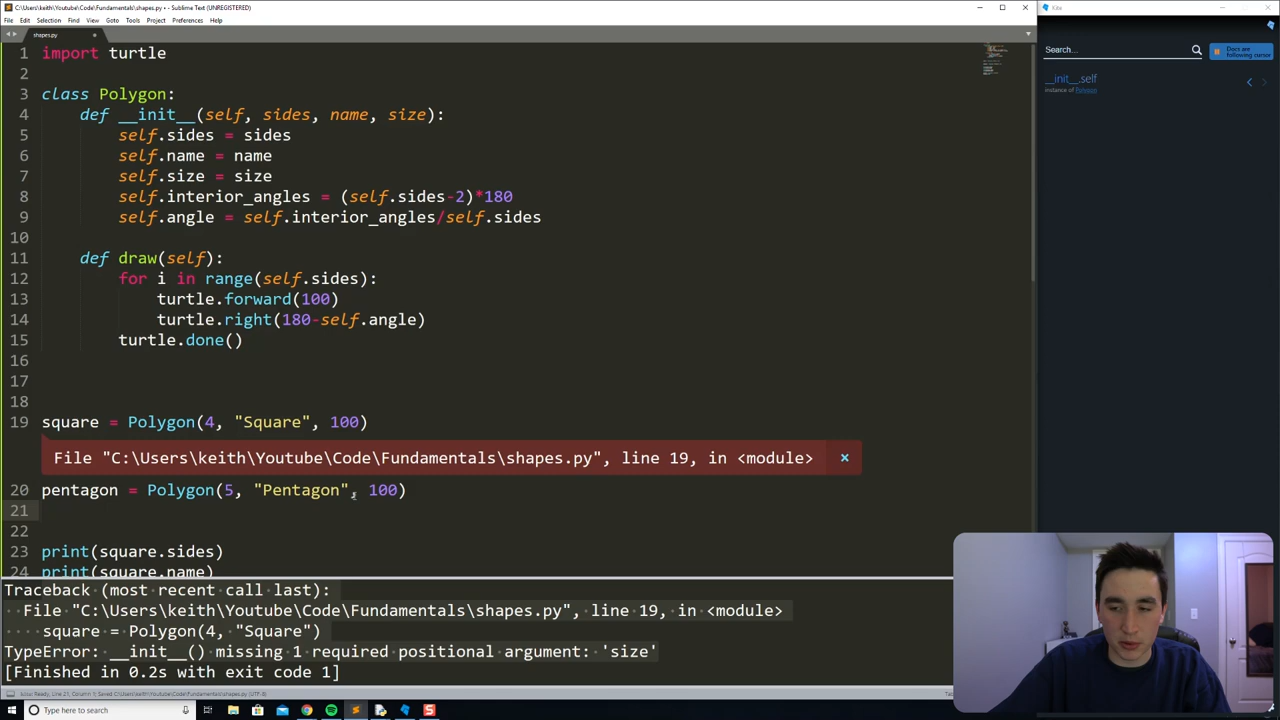 C:\Users\keith\Youtube\Code\Fundamentals\shapes.py • - Sublime Text (UNREGISTERED)
Kite
File Edit Selection Find View Goto Tools Project Preferences Help
shapes.py
Search...
Docs are
following cursor
__init__.self
instance of Polygon
1 import turtle
2
3 class Polygon:
4 def __init__(self, sides, name, size):
5 self.sides = sides
6 self.name = name
7 self.size = size
8 self.interior_angles = (self.sides-2)*180
9 self.angle = self.interior_angles/self.sides
10
11 def draw(self):
12 for i in range(self.sides):
13 turtle.forward(100)
14 turtle.right(180-self.angle)
15 turtle.done()
16
17
18
19 square = Polygon(4, "Square", 100)
File "C:\Users\keith\Youtube\Code\Fundamentals\shapes.py", line 19, in <module> ×
20 pentagon = Polygon(5, "Pentagon", 100)
21
22
23 print(square.sides)
24 print(square.name)
Traceback (most recent call last):
File "C:\Users\keith\Youtube\Code\Fundamentals\shapes.py", line 19, in <module>
square = Polygon(4, "Square")
TypeError: __init__() missing 1 required positional argument: 'size'
[Finished in 0.2s with exit code 1]
Type here to search